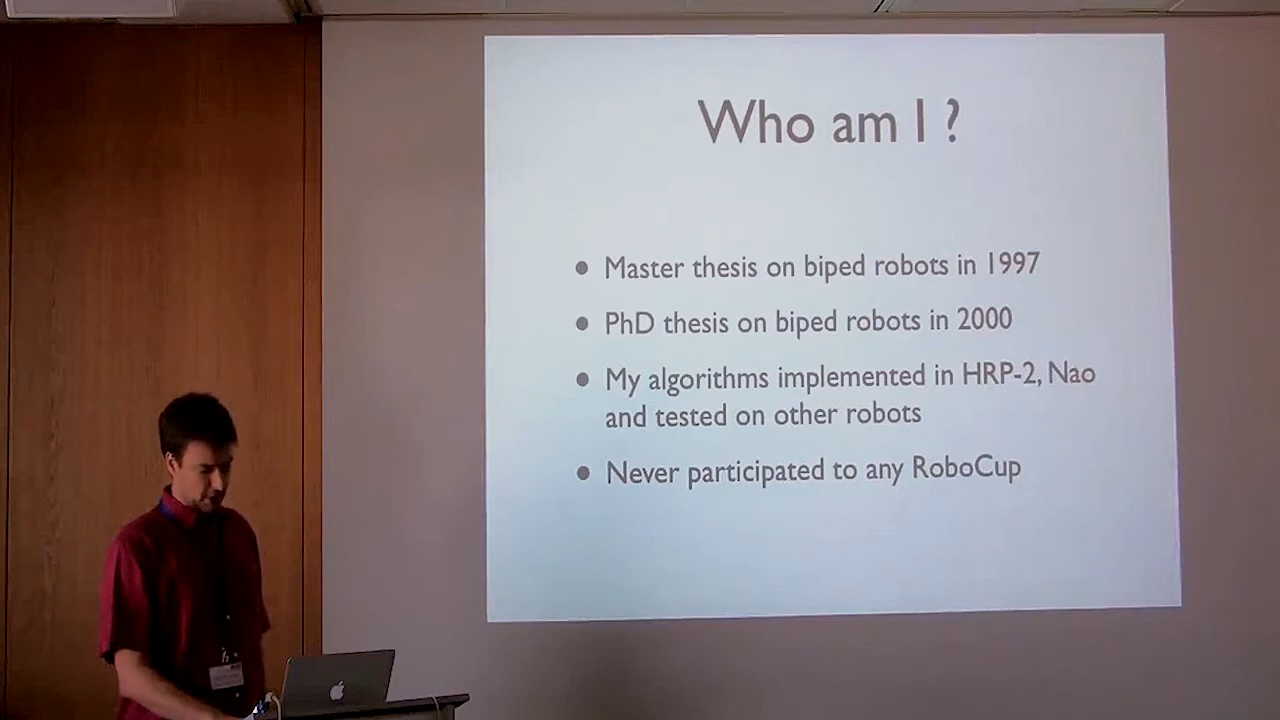 Who am I ?
• Master thesis on biped robots in 1997
• PhD thesis on biped robots in 2000
• My algorithms implemented in HRP-2, Nao
and tested on other robots
• Never participated to any RoboCup